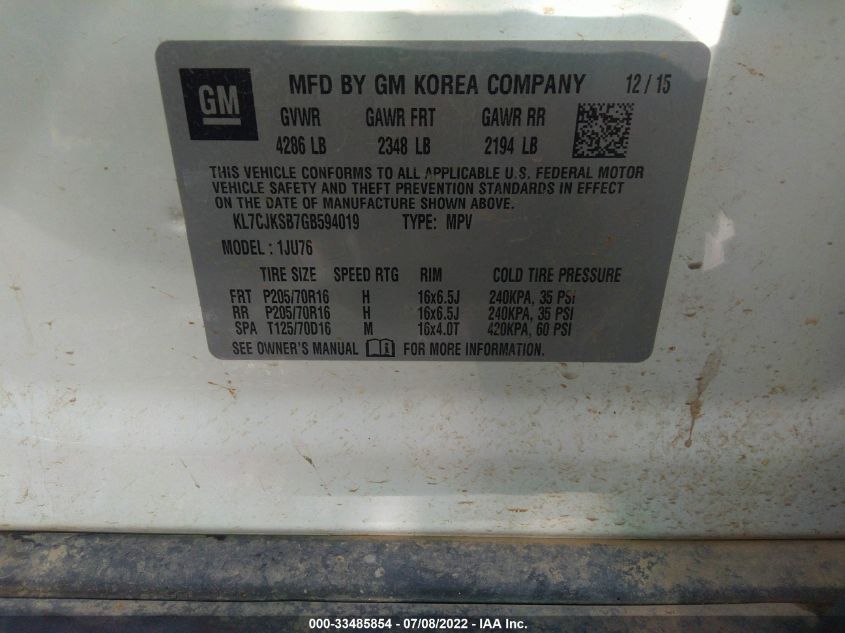 GM
MFD BY GM KOREA COMPANY 12/15
GVWR GAWR FRT GAWR RR
4286 LB 2348 LB 2194 LB
THIS VEHICLE CONFORMS TO ALL APPLICABLE U.S. FEDERAL MOTOR
VEHICLE SAFETY AND THEFT PREVENTION STANDARDS IN EFFECT
ON THE DATE OF MANUFACTURE SHOWN ABOVE.
KL7CJKSB7GB594019 TYPE: MPV
MODEL : 1JU76
TIRE SIZE SPEED RTG RIM COLD TIRE PRESSURE
FRT P205/70R16 H 16x6.5J 240KPA, 35 PSI
RR P205/70R16 H 16x6.5J 240KPA, 35 PSI
SPA T125/70D16 M 16x4.0T 420KPA, 60 PSI
SEE OWNER'S MANUAL FOR MORE INFORMATION.
000-33485854 - 07/08/2022 - IAA Inc.